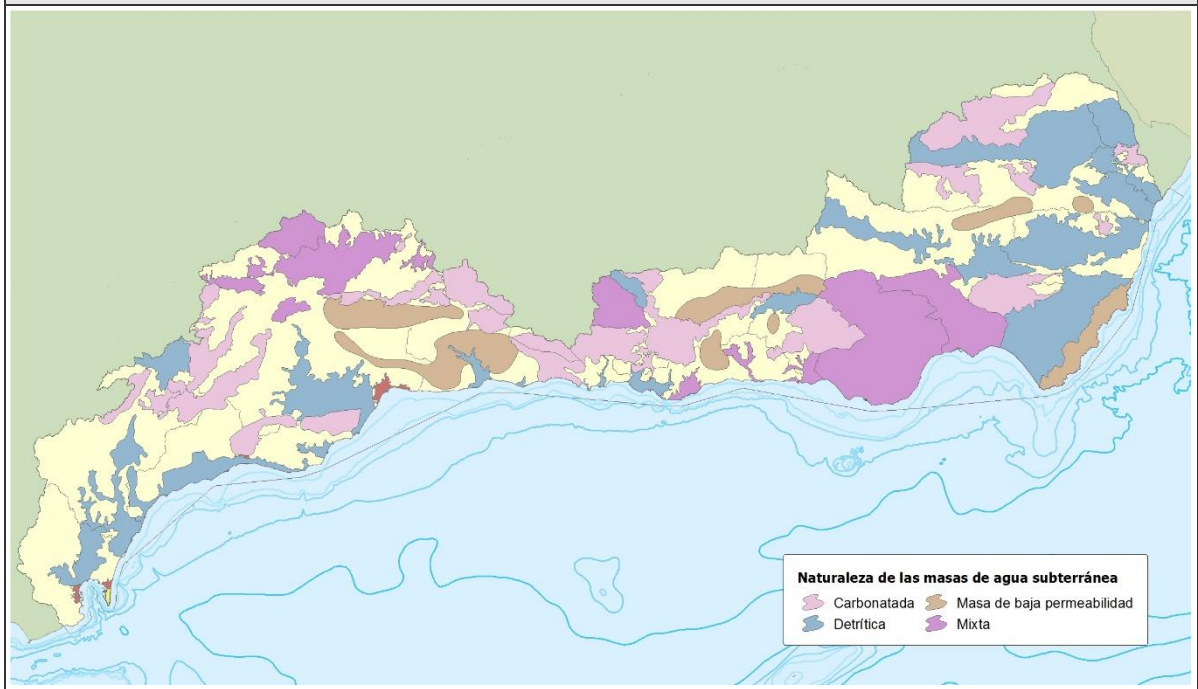 Naturaleza de las masas de agua subterránea
Carbonatada
Masa de baja permeabilidad
Detrítica
Mixta